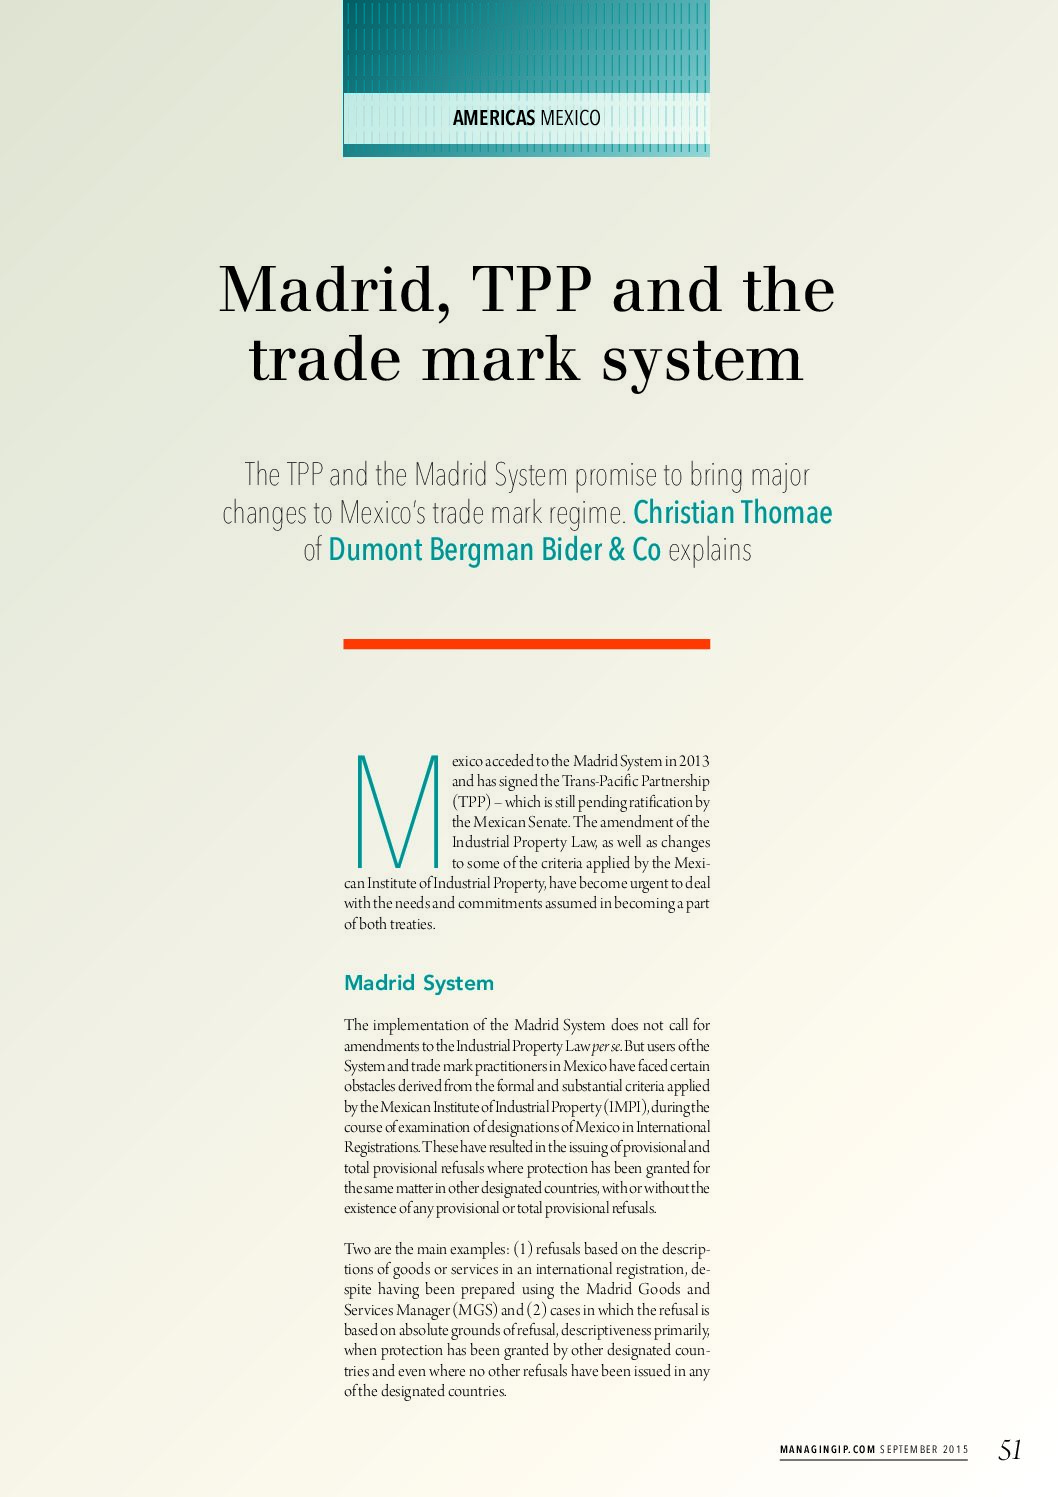 AMERICAS MEXICO
Madrid, TPP and the
trade mark system
The TPP and the Madrid System promise to bring major
changes to Mexico's trade mark regime. Christian Thomae
of Dumont Bergman Bider & Co explains
Mexico acceded to the Madrid System in 2013
and has signed the Trans-Pacific Partnership
(TPP) – which is still pending ratification by
the Mexican Senate. The amendment of the
Industrial Property Law, as well as changes
to some of the criteria applied by the Mexi-
can Institute of Industrial Property, have become urgent to deal
with the needs and commitments assumed in becoming a part
of both treaties.
Madrid System
The implementation of the Madrid System does not call for
amendments to the Industrial Property Law per se. But users of the
System and trade mark practitioners in Mexico have faced certain
obstacles derived from the formal and substantial criteria applied
by the Mexican Institute of Industrial Property (IMPI), during the
course of examination of designations of Mexico in International
Registrations. These have resulted in the issuing of provisional and
total provisional refusals where protection has been granted for
the same matter in other designated countries, with or without the
existence of any provisional or total provisional refusals.
Two are the main examples: (1) refusals based on the descrip-
tions of goods or services in an international registration, de-
spite having been prepared using the Madrid Goods and
Services Manager (MGS) and (2) cases in which the refusal is
based on absolute grounds of refusal, descriptiveness primarily,
when protection has been granted by other designated coun-
tries and even where no other refusals have been issued in any
of the designated countries.
MANAGINGIP.COM SEPTEMBER 2015 51